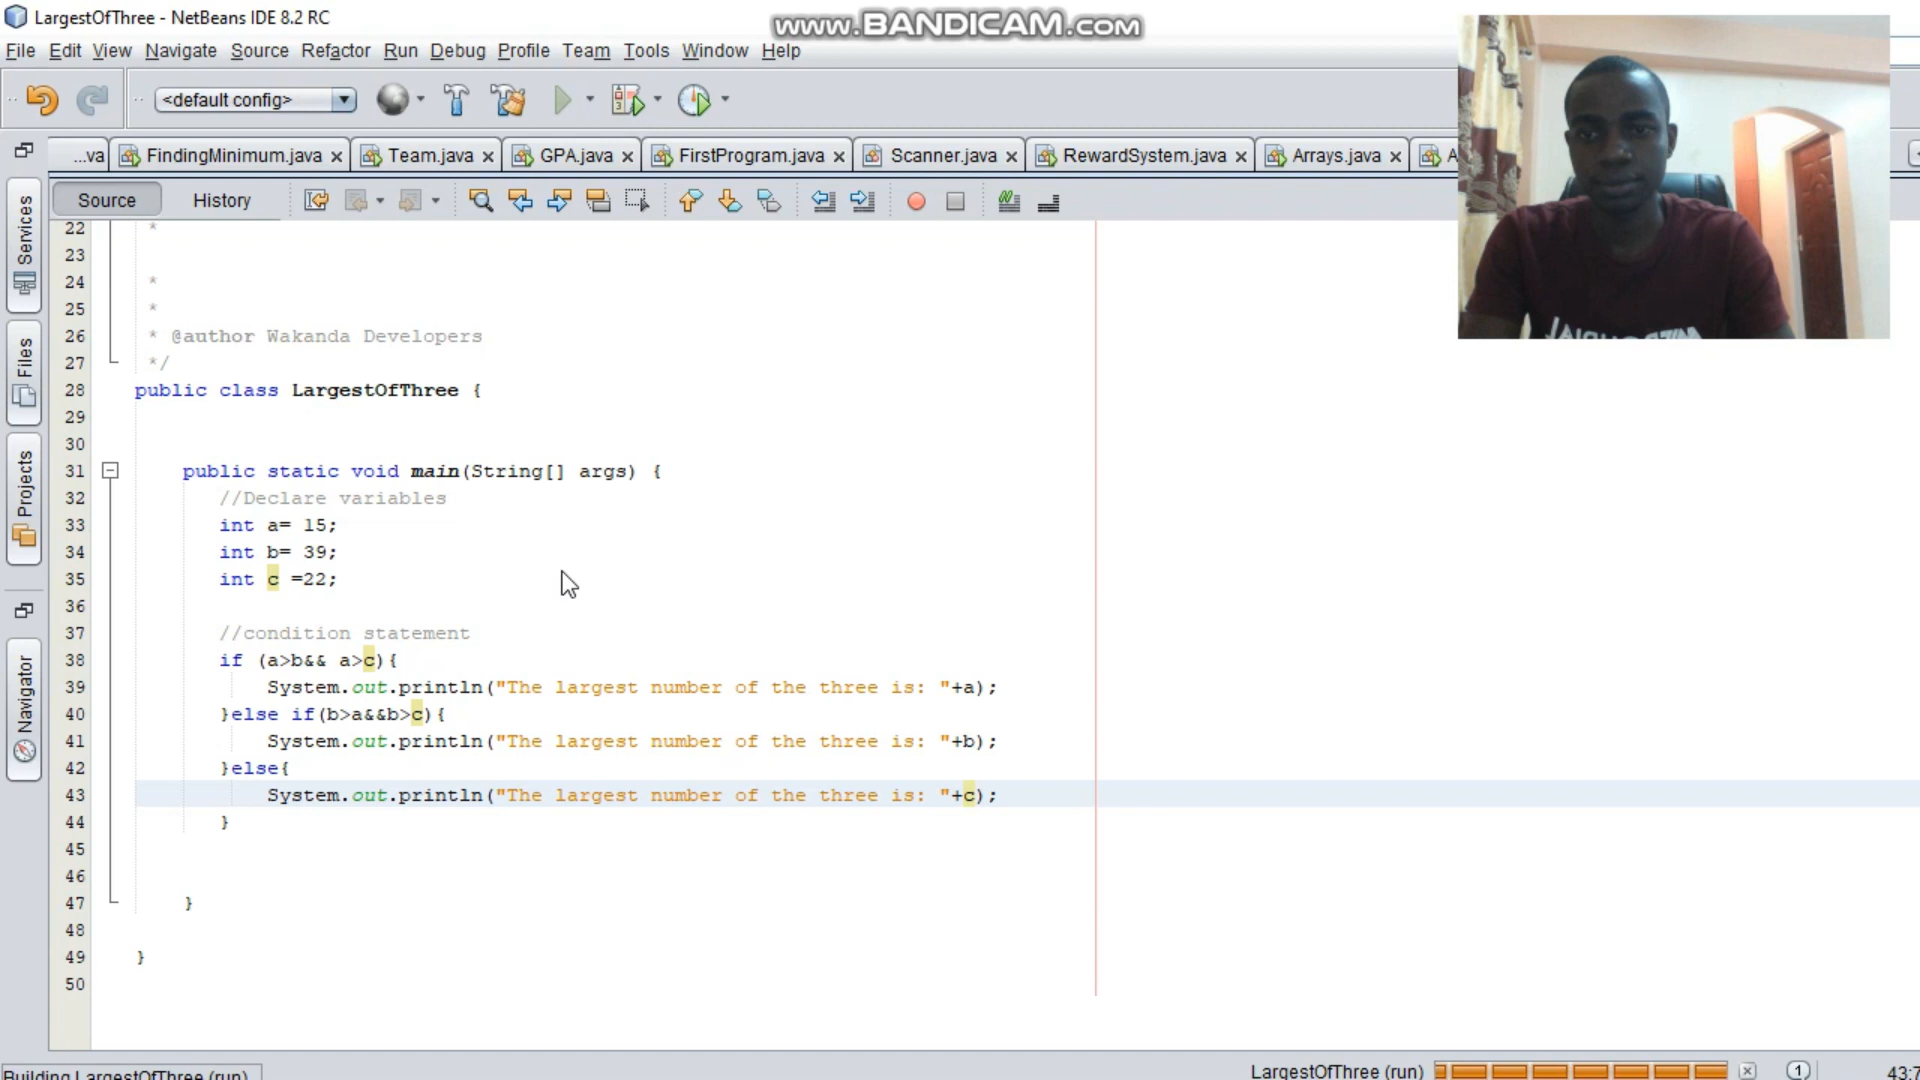 LargestOfThree - NetBeans IDE 8.2 RC
www.BANDICAM.com
File Edit View Navigate Source Refactor Run Debug Profile Team Tools Window Help
<default config>
...va FindingMinimum.java Team.java GPA.java FirstProgram.java Scanner.java RewardSystem.java Arrays.java A
Source History
Services
Files
Projects
Navigator
22 *
23
24 *
25 *
26 * @author Wakanda Developers
27 */
28 public class LargestOfThree {
29
30
31 public static void main(String[] args) {
32 //Declare variables
33 int a= 15;
34 int b= 39;
35 int c =22;
36
37 //condition statement
38 if (a>b&& a>c){
39 System.out.println("The largest number of the three is: "+a);
40 }else if(b>a&&b>c){
41 System.out.println("The largest number of the three is: "+b);
42 }else{
43 System.out.println("The largest number of the three is: "+c);
44 }
45
46
47 }
48
49 }
50
Building LargestOfThree (run)
LargestOfThree (run) 1 43:7